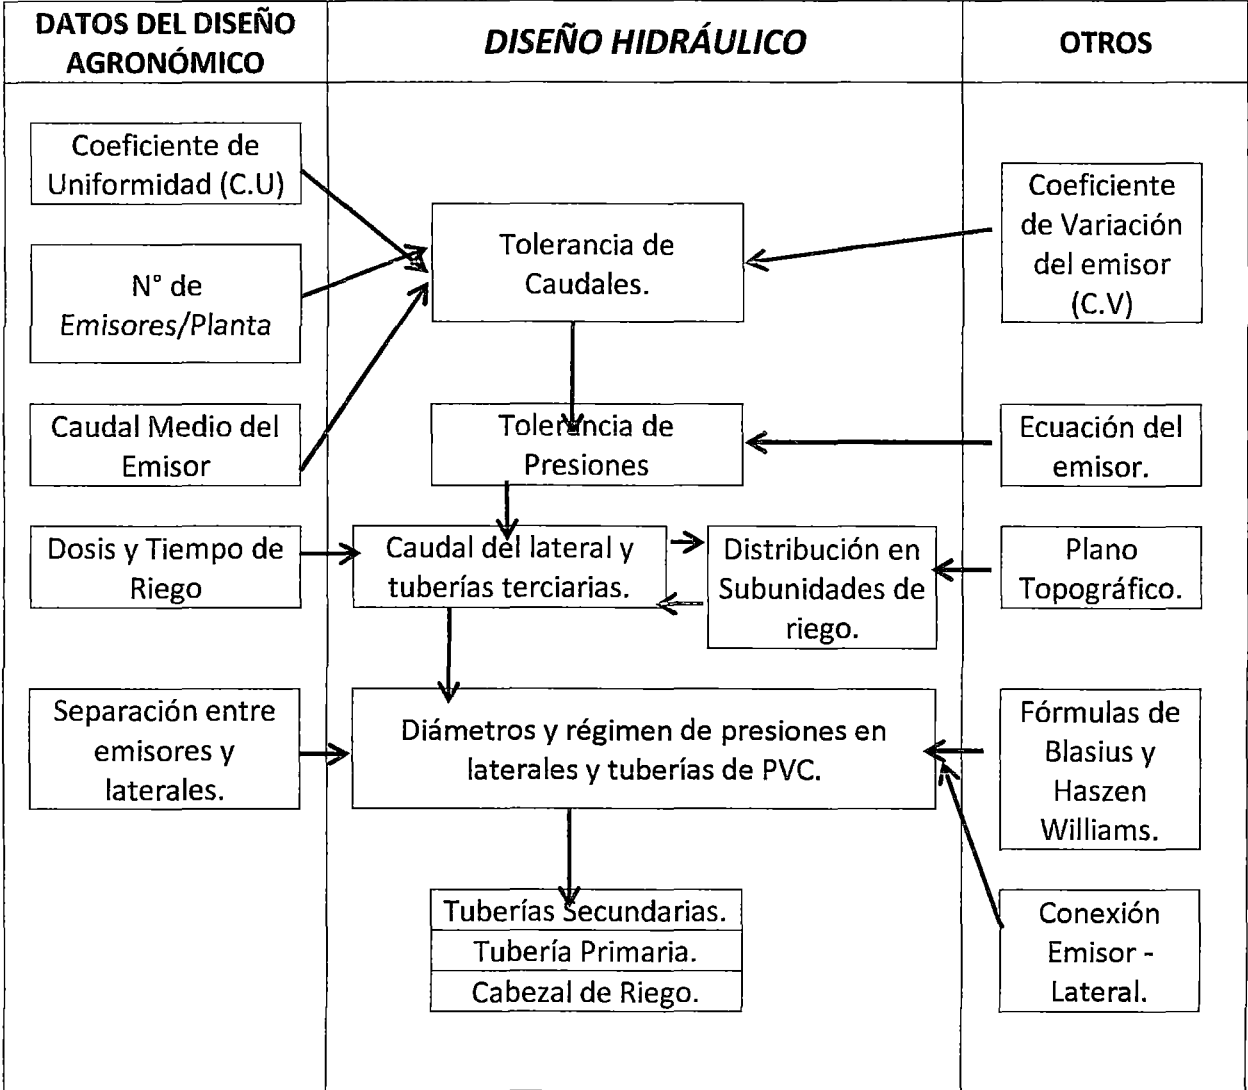 DATOS DEL DISEÑO
AGRONÓMICO
DISEÑO HIDRÁULICO
OTROS
Coeficiente de
Uniformidad (C.U)
N° de
Emisores/Planta
Caudal Medio del
Emisor
Dosis y Tiempo de
Riego
Separación entre
emisores y
laterales.
Tolerancia de
Caudales.
Tolerancia de
Presiones
Caudal del lateral y
tuberías terciarias.
Distribución en
Subunidades de
riego.
Diámetros y régimen de presiones en
laterales y tuberías de PVC.
Tuberías Secundarias.
Tubería Primaria.
Cabezal de Riego.
Coeficiente
de Variación
del emisor
(C.V)
Ecuación del
emisor.
Plano
Topográfico.
Fórmulas de
Blasius y
Haszen
Williams.
Conexión
Emisor -
Lateral.